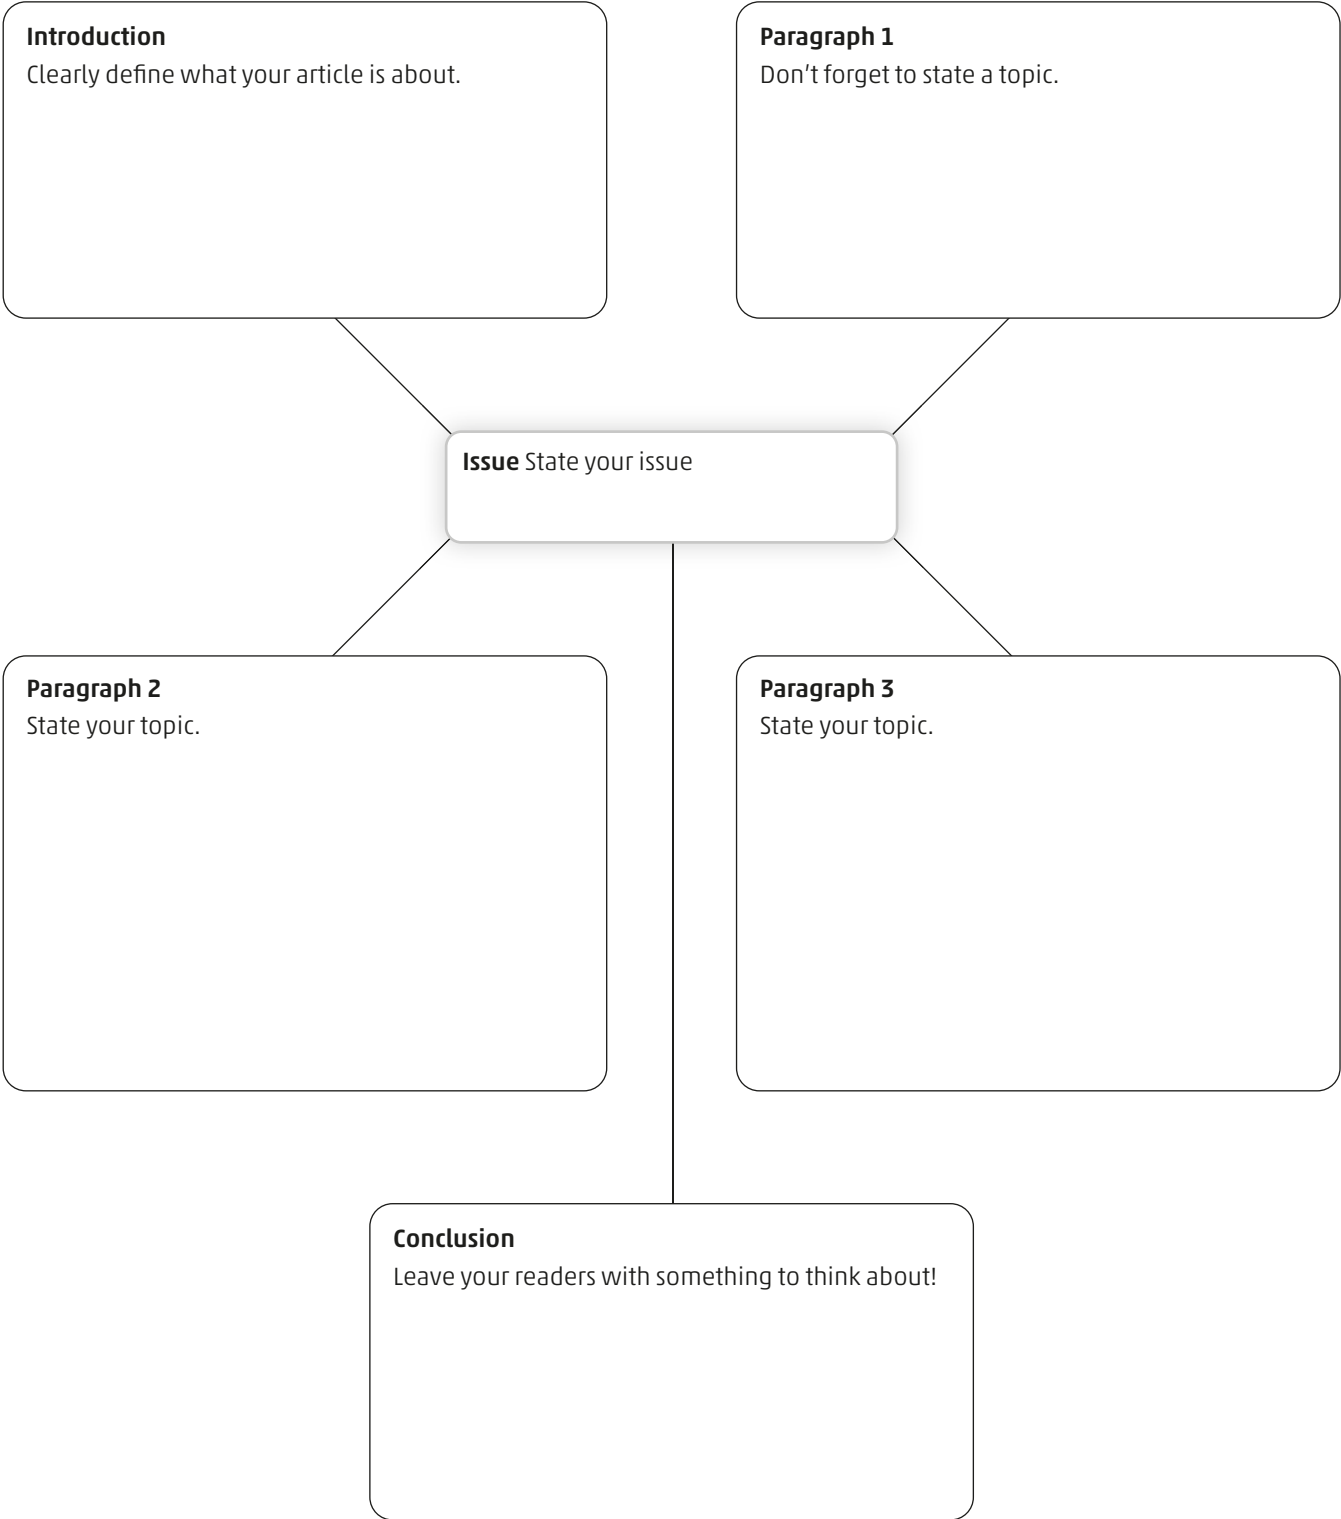 Introduction
Clearly define what your article is about.
Paragraph 1
Don't forget to state a topic.
Issue State your issue
Paragraph 2
State your topic.
Paragraph 3
State your topic.
Conclusion
Leave your readers with something to think about!